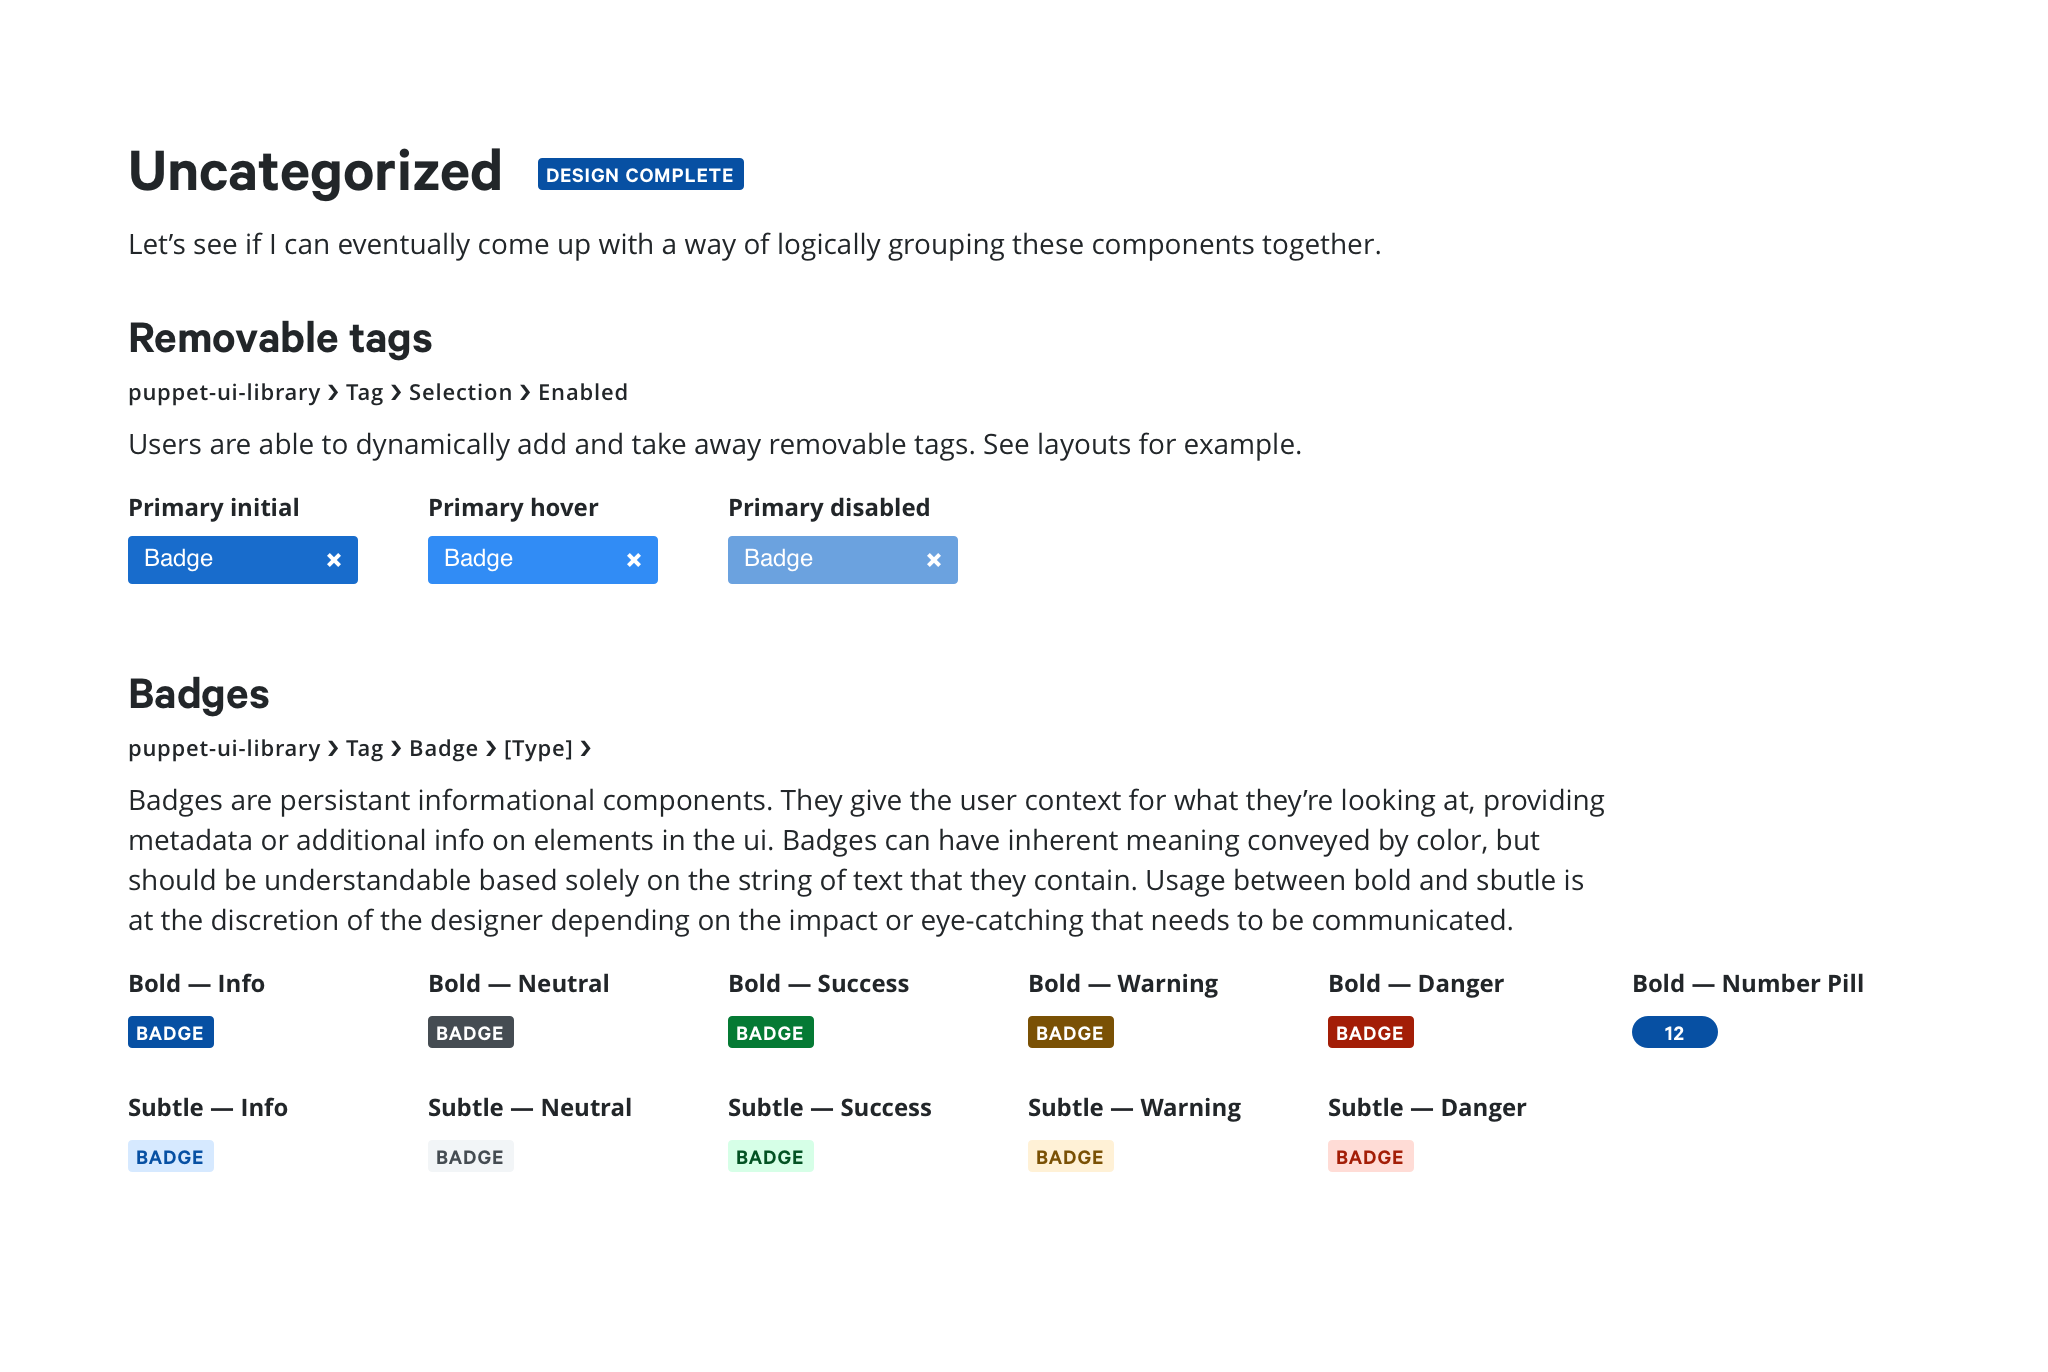 Uncategorized DESIGN COMPLETE
Let’s see if I can eventually come up with a way of logically grouping these components together.
Removable tags
puppet-ui-library ❯ Tag ❯ Selection ❯ Enabled
Users are able to dynamically add and take away removable tags. See layouts for example.
Primary initial Primary hover Primary disabled
Badge × Badge × Badge ×
Badges
puppet-ui-library ❯ Tag ❯ Badge ❯ [Type] ❯
Badges are persistant informational components. They give the user context for what they’re looking at, providing
metadata or additional info on elements in the ui. Badges can have inherent meaning conveyed by color, but
should be understandable based solely on the string of text that they contain. Usage between bold and sbutle is
at the discretion of the designer depending on the impact or eye-catching that needs to be communicated.
Bold — Info Bold — Neutral Bold — Success Bold — Warning Bold — Danger Bold — Number Pill
BADGE BADGE BADGE BADGE BADGE 12
Subtle — Info Subtle — Neutral Subtle — Success Subtle — Warning Subtle — Danger
BADGE BADGE BADGE BADGE BADGE